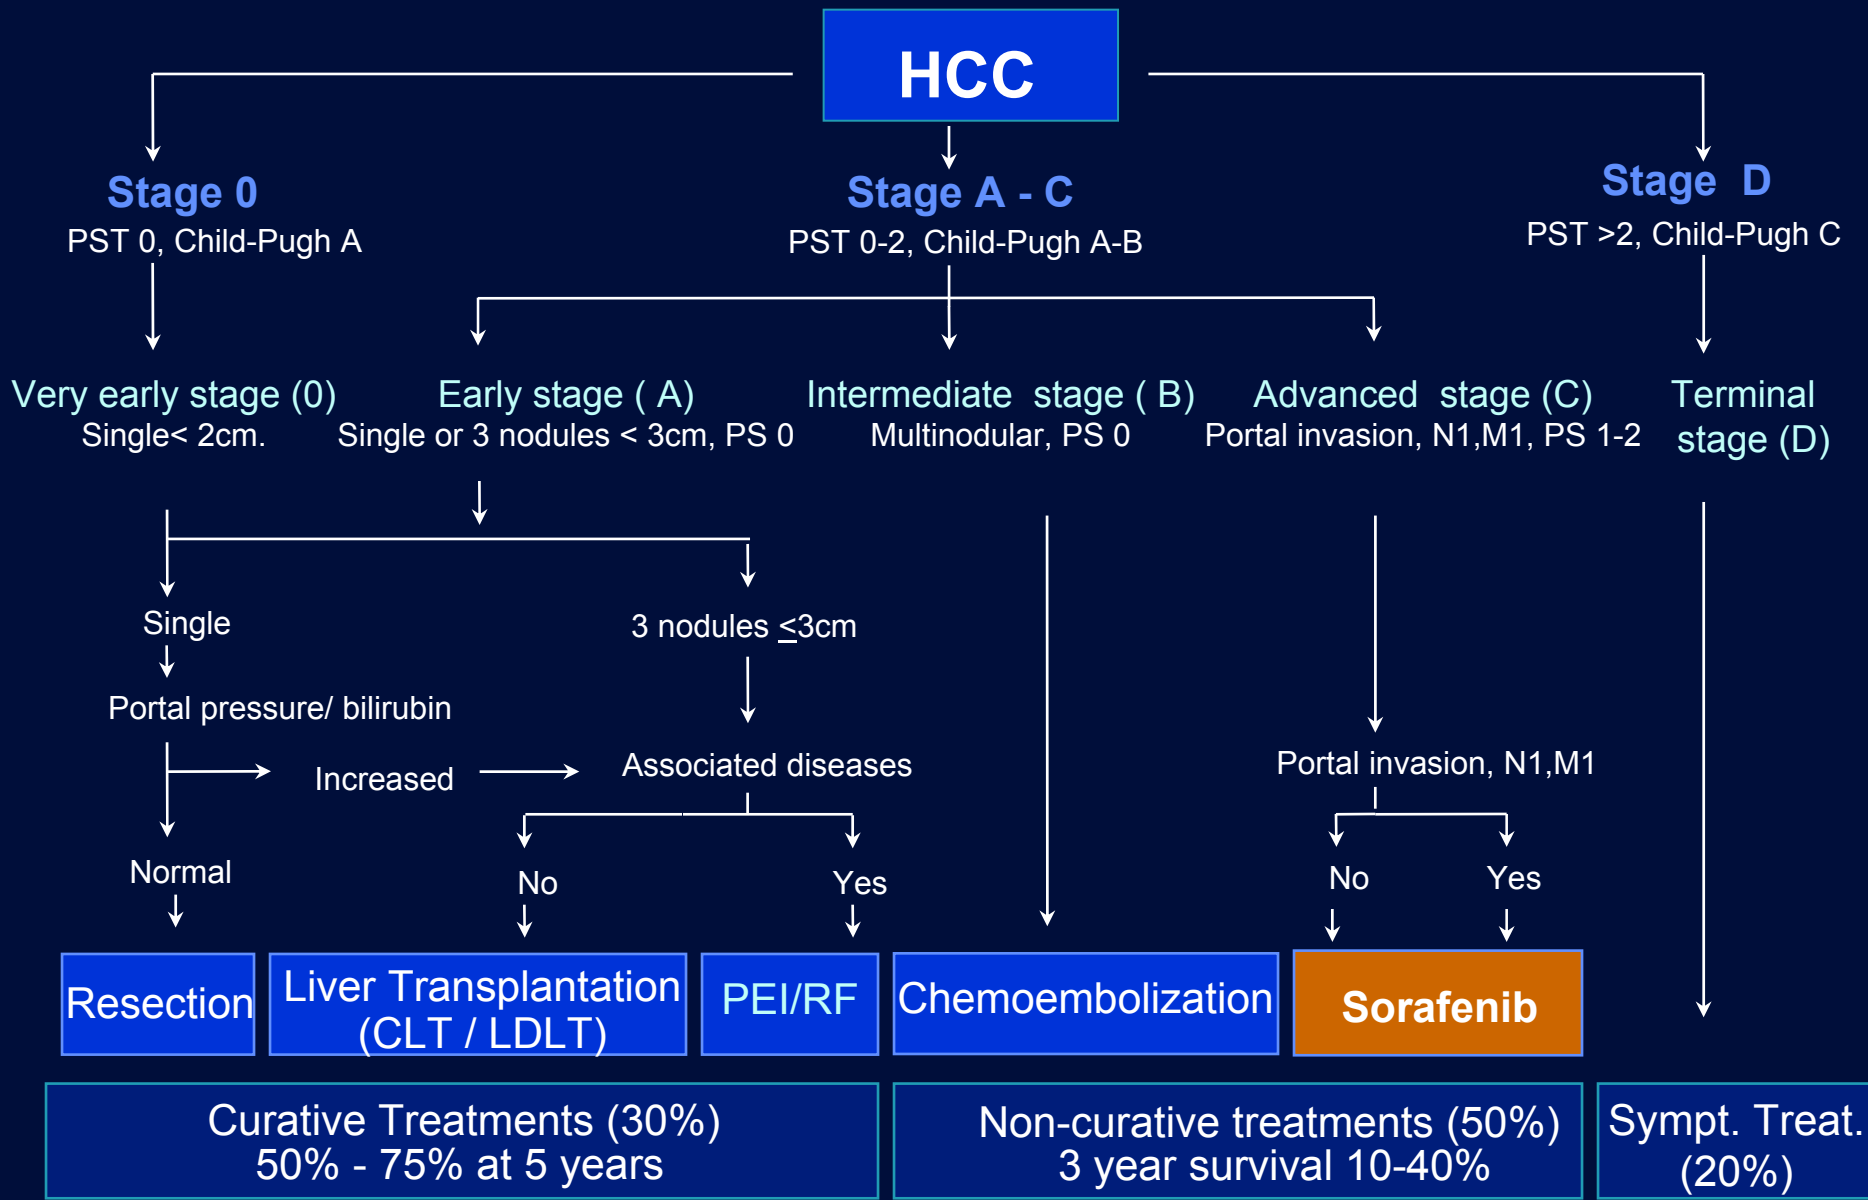 HCC
Stage 0
PST 0, Child-Pugh A
Stage A - C
PST 0-2, Child-Pugh A-B
Stage D
PST >2, Child-Pugh C
Very early stage (0)
Single< 2cm.
Early stage ( A)
Single or 3 nodules < 3cm, PS 0
Intermediate stage ( B)
Multinodular, PS 0
Advanced stage (C)
Portal invasion, N1,M1, PS 1-2
Terminal
stage (D)
Single
3 nodules <3cm
Portal pressure/ bilirubin
Increased
Associated diseases
Portal invasion, N1,M1
Normal
No
Yes
No
Yes
Resection
Liver Transplantation
(CLT / LDLT)
PEI/RF
Chemoembolization
Sorafenib
Curative Treatments (30%)
50% - 75% at 5 years
Non-curative treatments (50%)
3 year survival 10-40%
Sympt. Treat.
(20%)